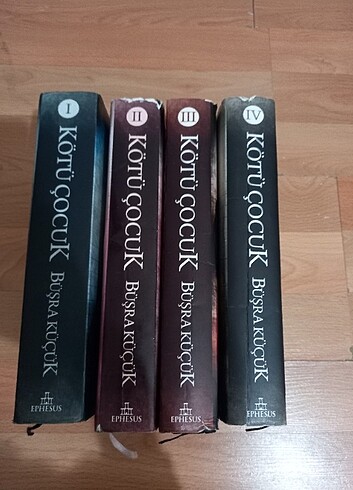 I
KÖTÜ ÇOCUK BÜŞRA KÜÇÜK
EPHESUS
II
KÖTÜ ÇOCUK BÜŞRA KÜÇÜK
EPHESUS
III
KÖTÜ ÇOCUK BÜŞRA KÜÇÜK
EPHESUS
IV
KÖTÜ ÇOCUK BÜŞRA KÜÇÜK
EPHESUS